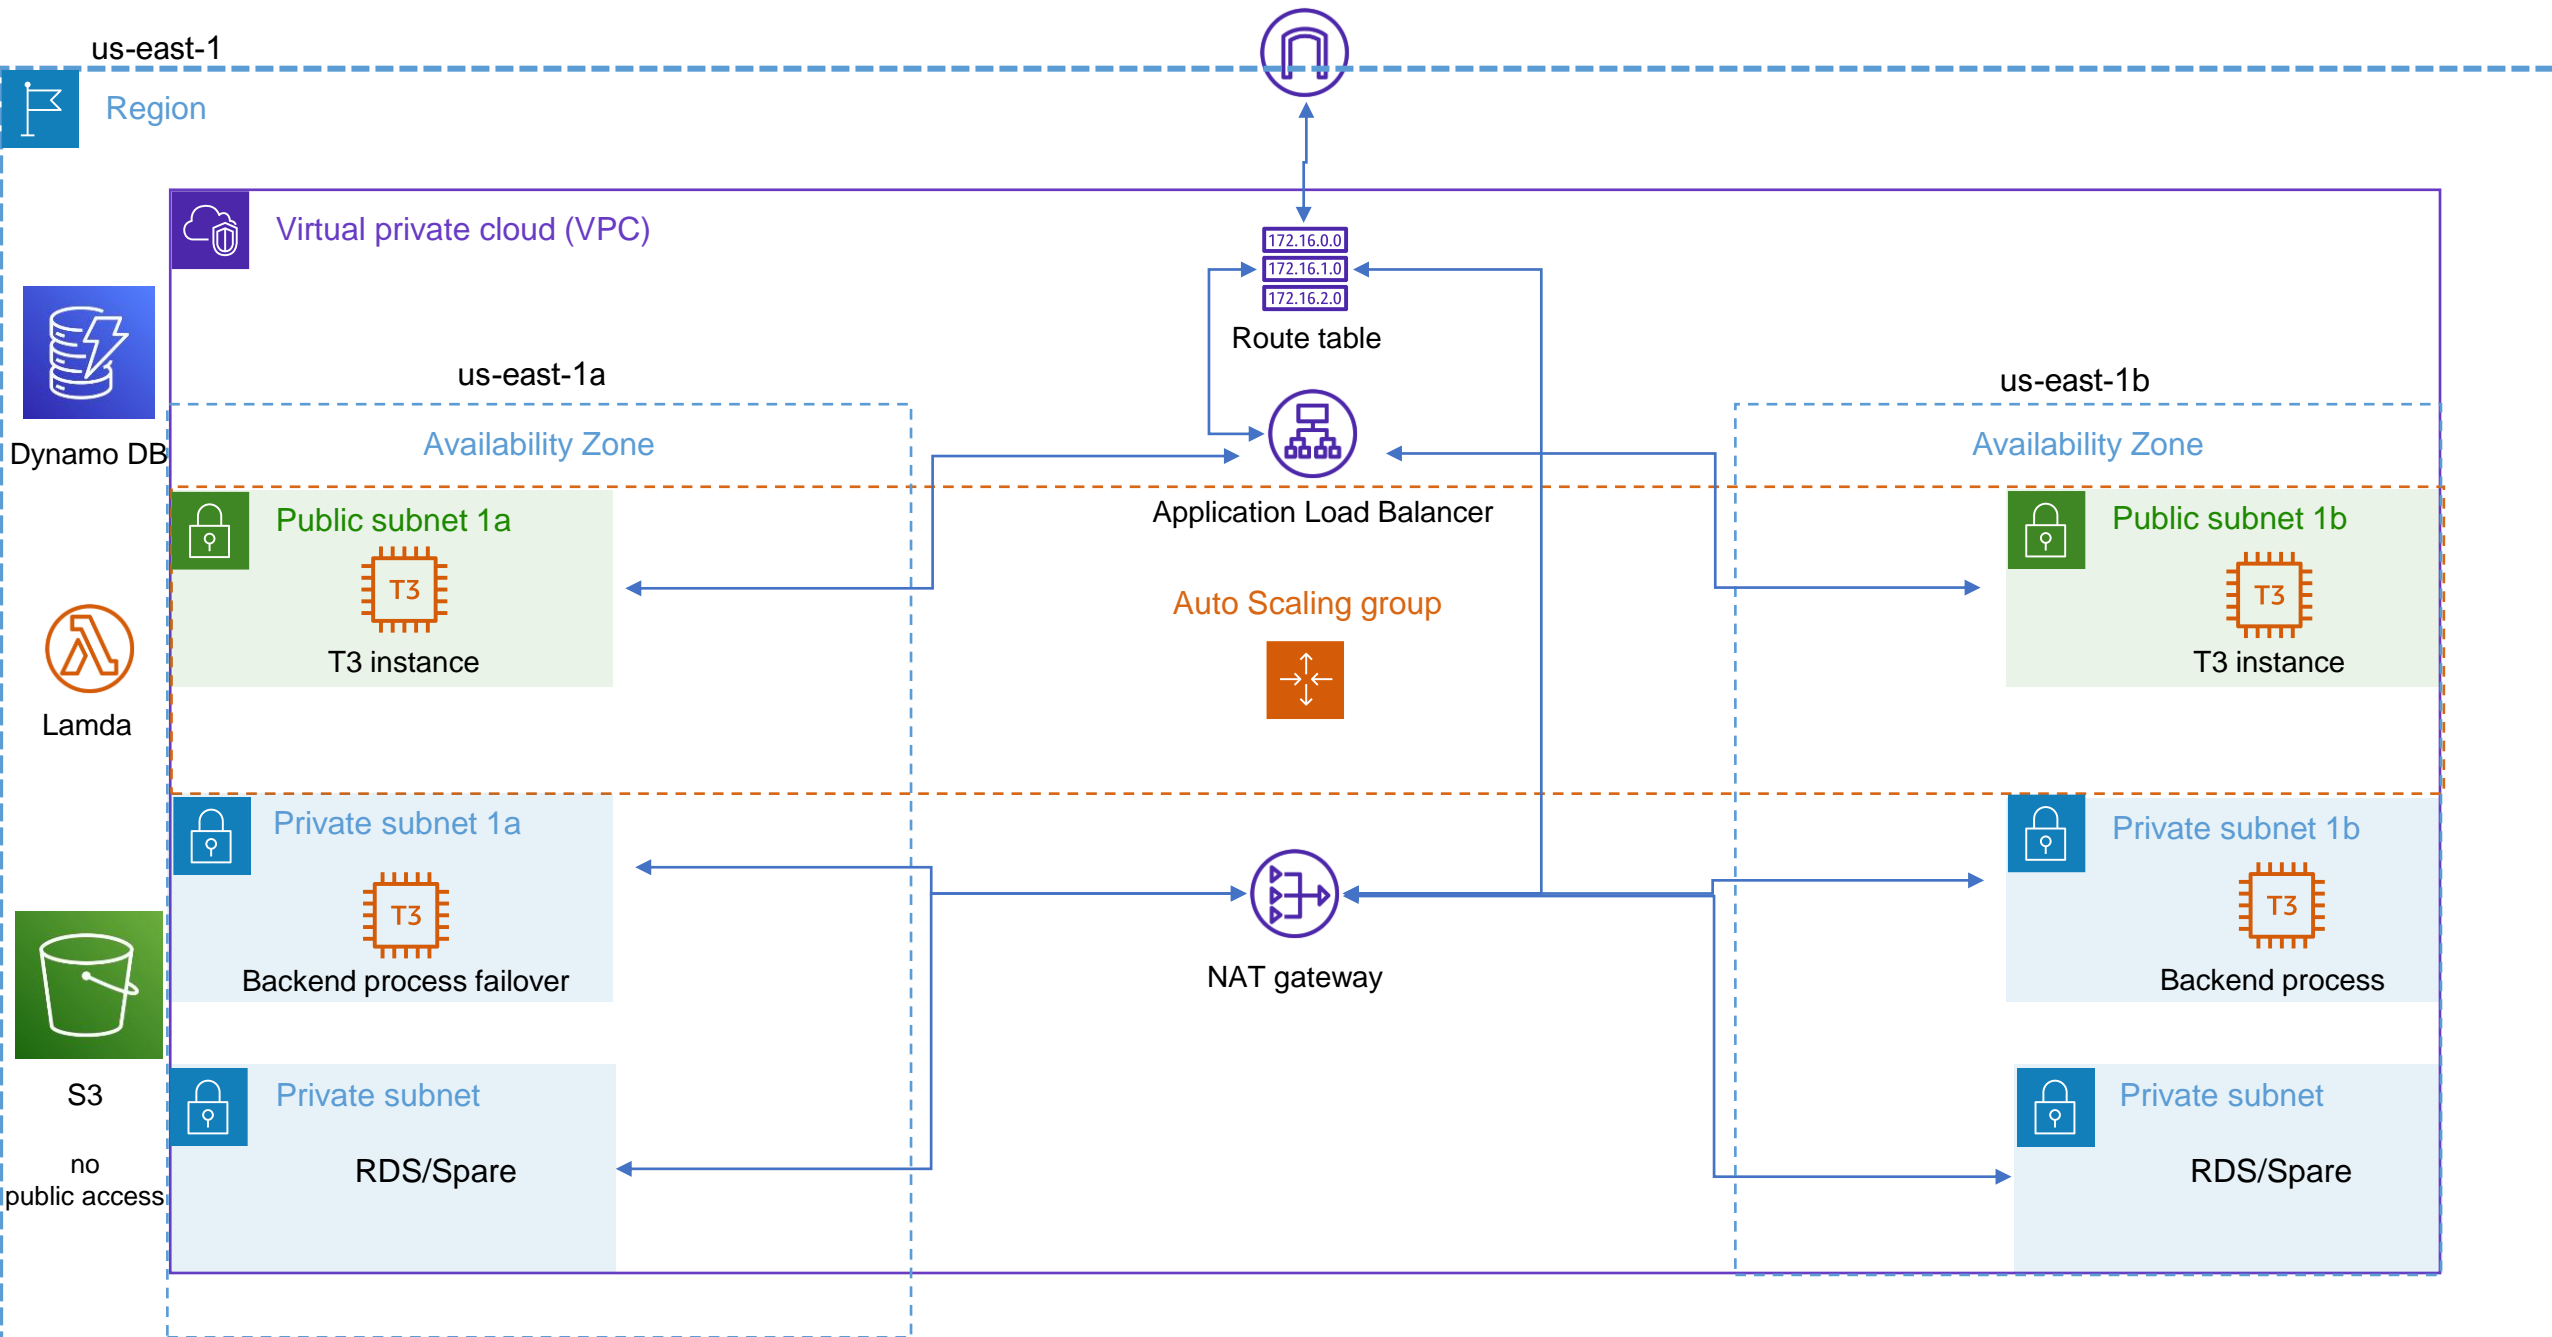 us-east-1
Region
Virtual private cloud (VPC)
172.16.0.0
172.16.1.0
172.16.2.0
Route table
us-east-1a
us-east-1b
Dynamo DB
Availability Zone
Availability Zone
Public subnet 1a
T3
T3 instance
Application Load Balancer
Public subnet 1b
T3
T3 instance
Auto Scaling group
Lamda
Private subnet 1a
T3
Backend process failover
NAT gateway
Private subnet 1b
T3
Backend process
S3
no
public access
Private subnet
RDS/Spare
Private subnet
RDS/Spare